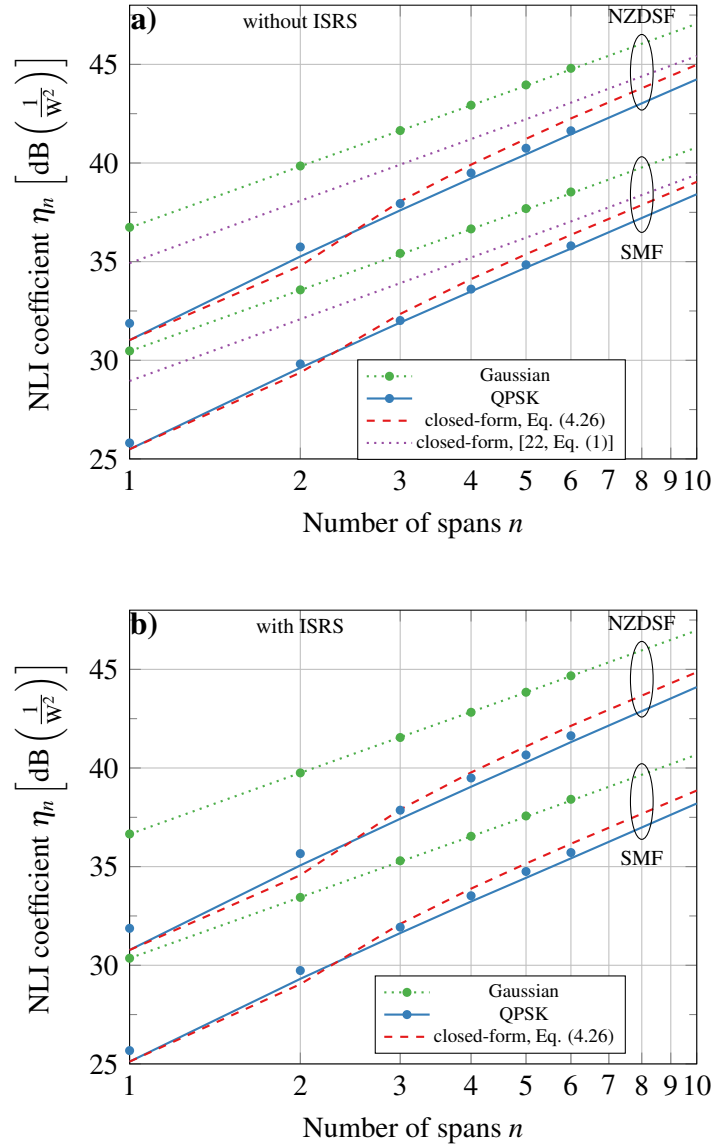 a)
without ISRS
NZDSF
45
40
35
30
25
SMF
Gaussian
QPSK
closed-form, Eq. (4.26)
closed-form, [22, Eq. (1)]
1 2 3 4 5 6 7 8 9 10
Number of spans n
NLI coefficient ηn [ dB ( 1/W² ) ]
b)
with ISRS
NZDSF
45
40
35
30
25
SMF
Gaussian
QPSK
closed-form, Eq. (4.26)
1 2 3 4 5 6 7 8 9 10
Number of spans n
NLI coefficient ηn [ dB ( 1/W² ) ]